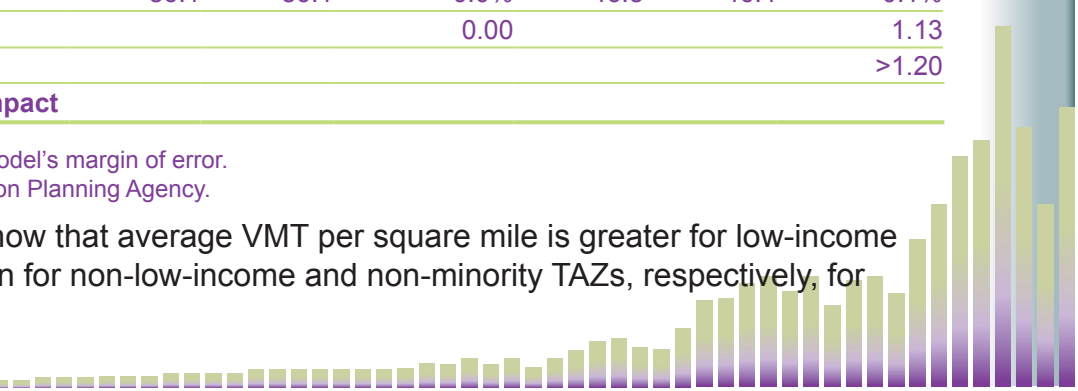 0.00 1.13
>1.20
npact
odel's margin of error.
on Planning Agency.
now that average VMT per square mile is greater for low-income
n for non-low-income and non-minority TAZs, respectively, for